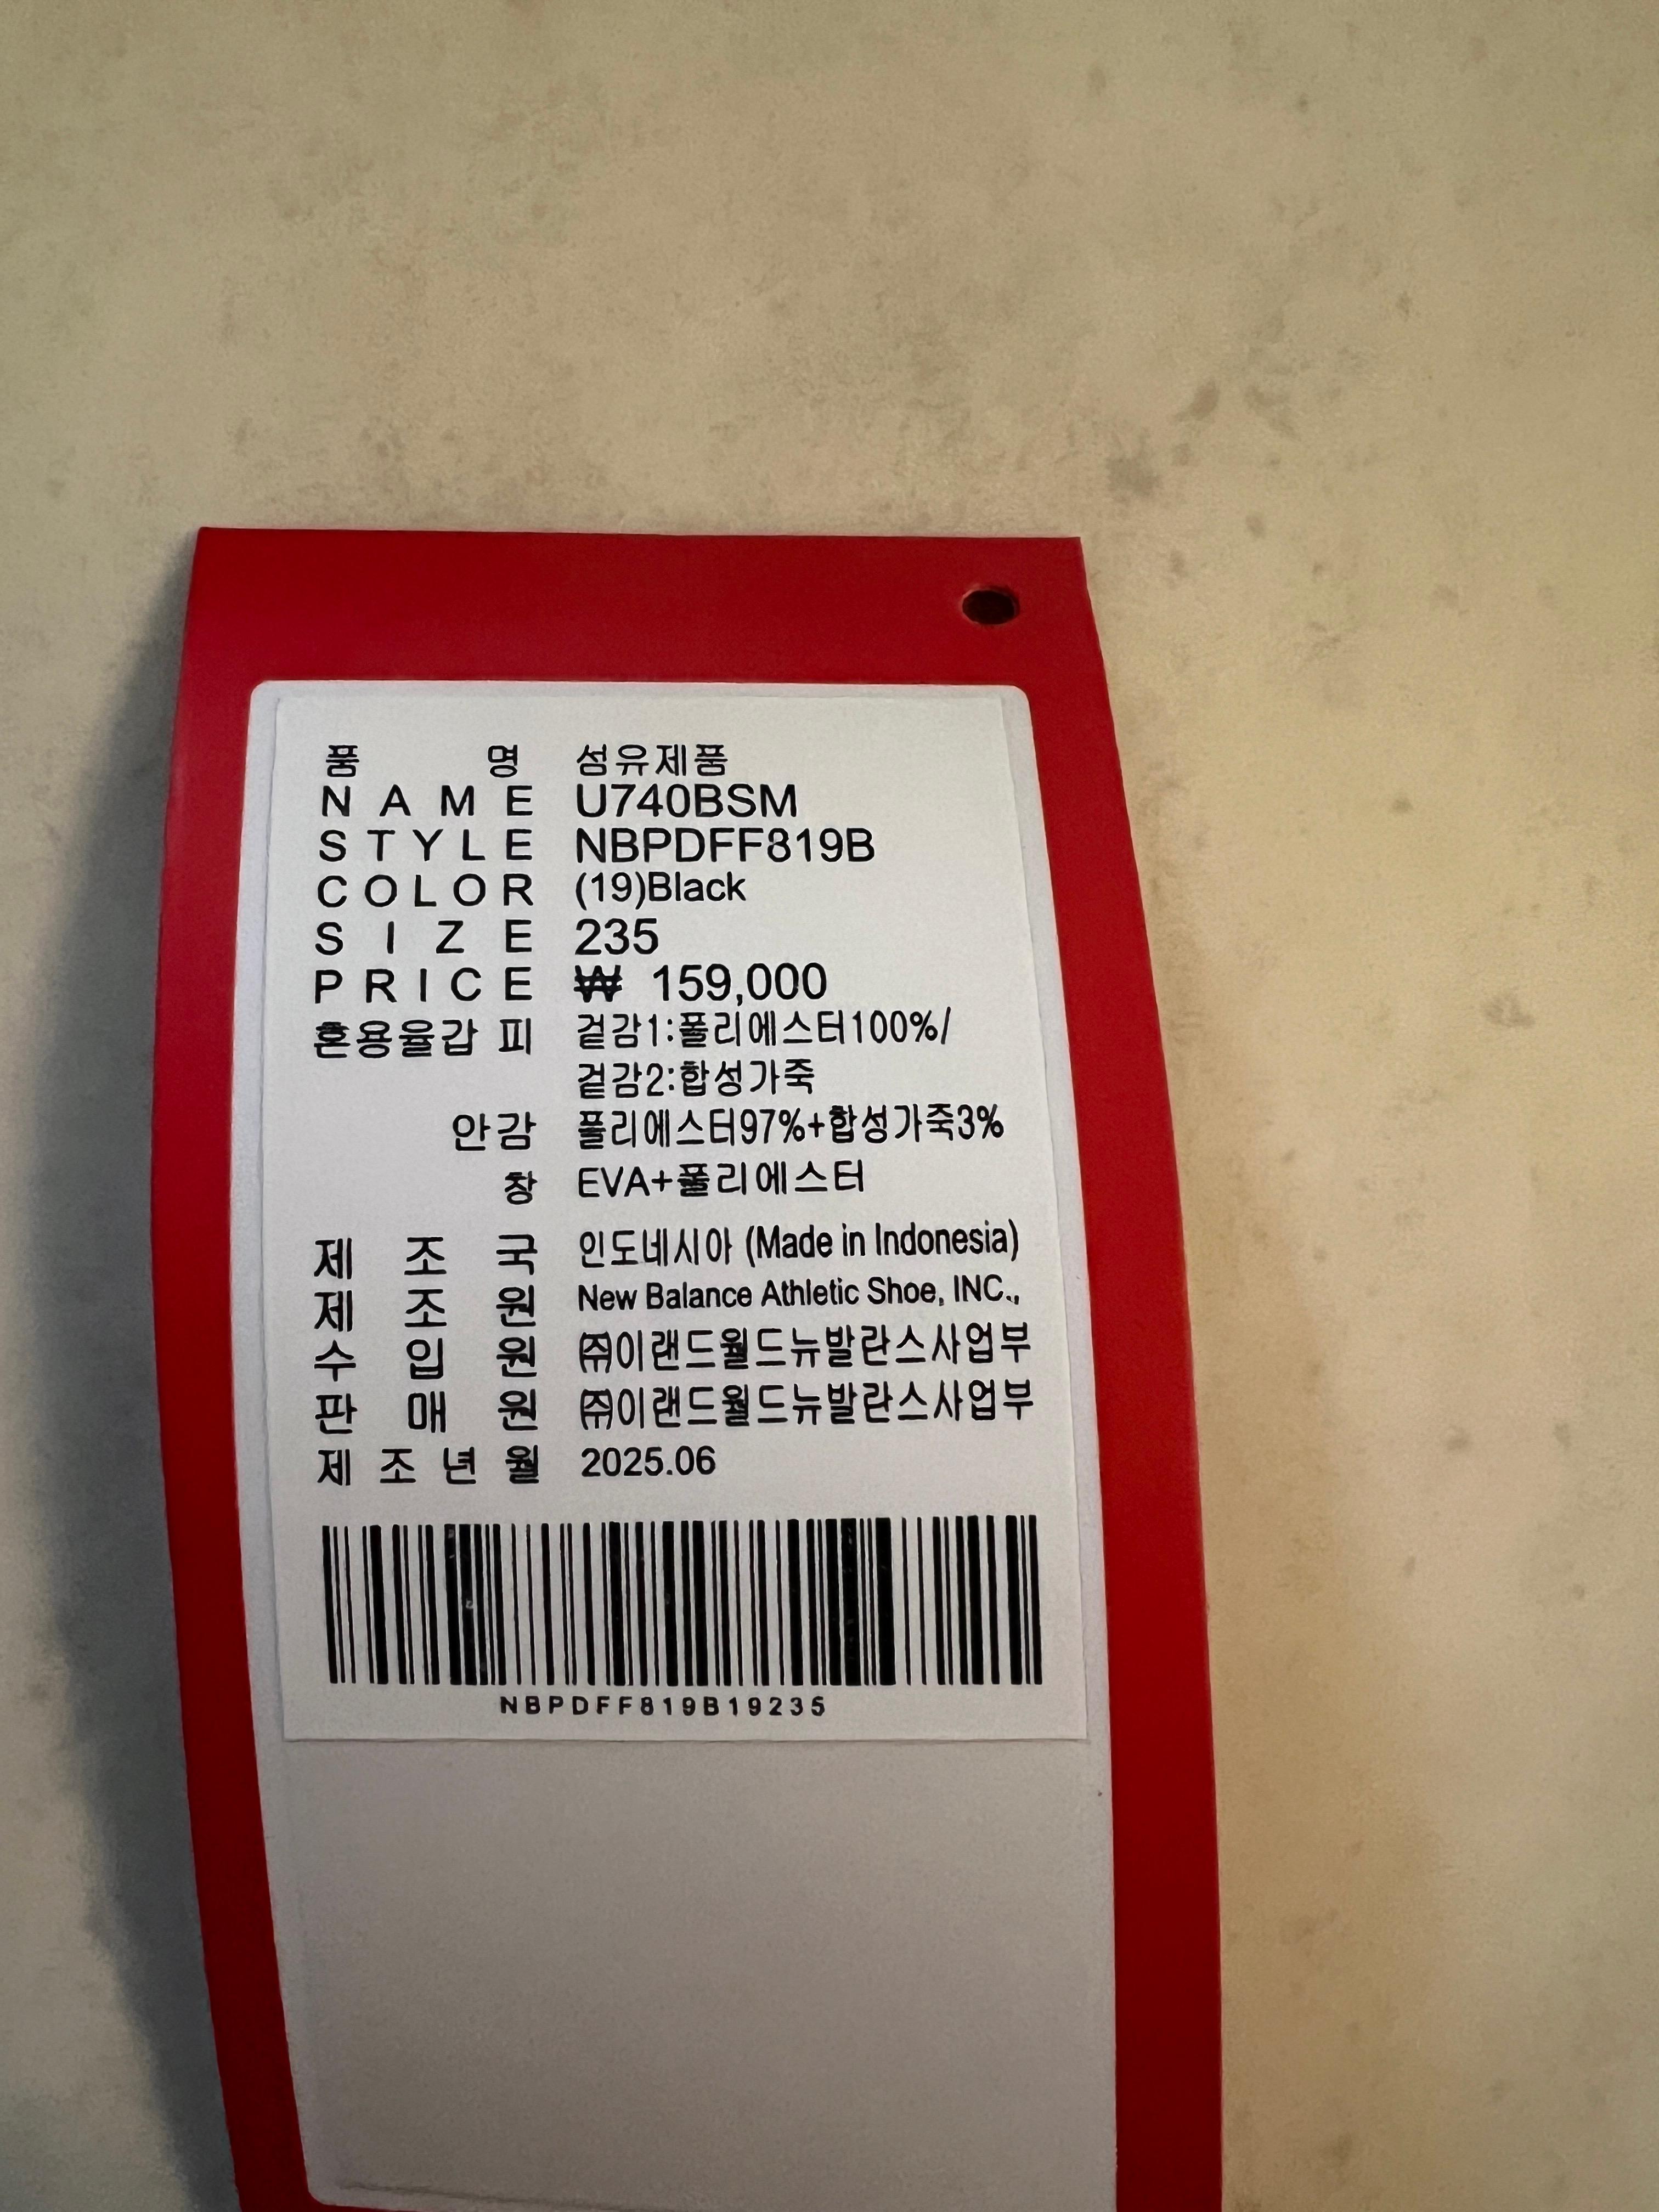 품 명 섬유제품
NAME U740BSM
STYLE NBPDFF819B
COLOR (19)Black
SIZE 235
PRICE ₩ 159,000
혼용율갑 피 겉감1:폴리에스터100%/
겉감2:합성가죽
안감 폴리에스터97%+합성가죽3%
창 EVA+폴리에스터
제 조 국 인도네시아 (Made in Indonesia)
제 조 원 New Balance Athletic Shoe, INC.,
수 입 원 ㈜이랜드월드뉴발란스사업부
판 매 원 ㈜이랜드월드뉴발란스사업부
제 조 년 월 2025.06
NBPDFF819B19235